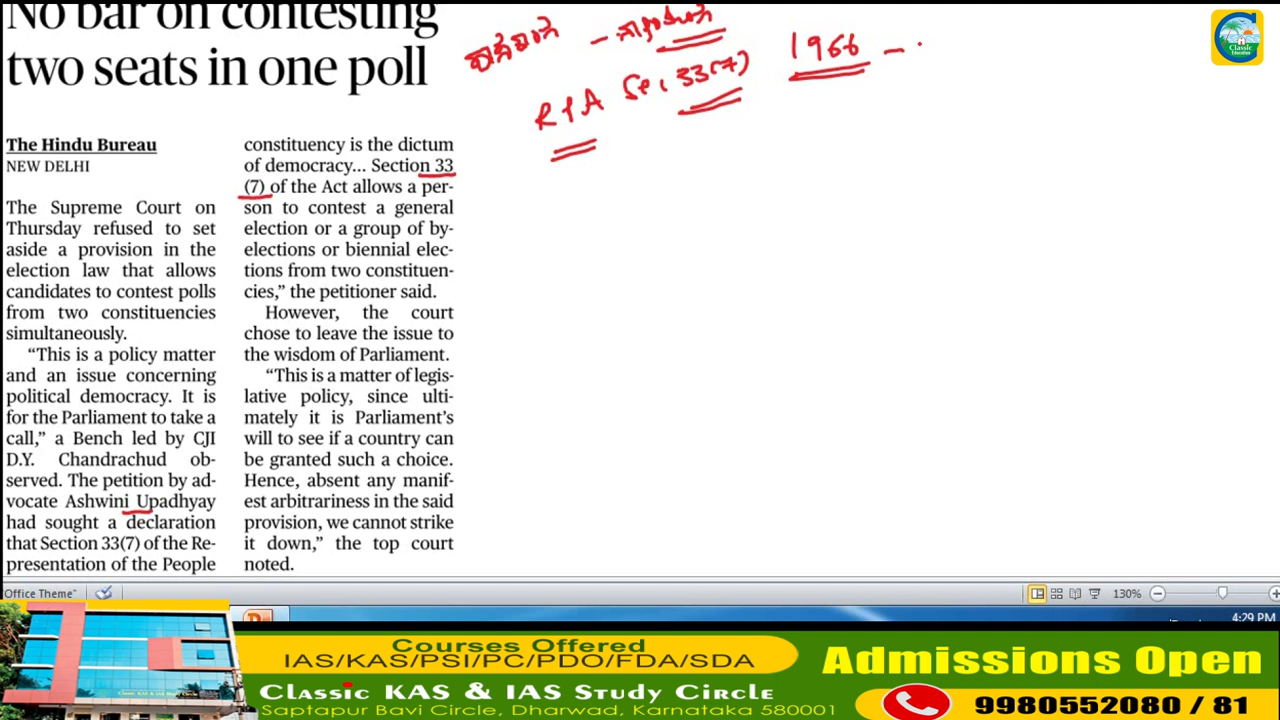 No bar on contesting
two seats in one poll
The Hindu Bureau
NEW DELHI
The Supreme Court on
Thursday refused to set
aside a provision in the
election law that allows
candidates to contest polls
from two constituencies
simultaneously.
“This is a policy matter
and an issue concerning
political democracy. It is
for the Parliament to take a
call,” a Bench led by CJI
D.Y. Chandrachud ob-
served. The petition by ad-
vocate Ashwini Upadhyay
had sought a declaration
that Section 33(7) of the Re-
presentation of the People
constituency is the dictum
of democracy... Section 33
(7) of the Act allows a per-
son to contest a general
election or a group of by-
elections or biennial elec-
tions from two constituen-
cies,” the petitioner said.
However, the court
chose to leave the issue to
the wisdom of Parliament.
“This is a matter of legis-
lative policy, since ulti-
mately it is Parliament’s
will to see if a country can
be granted such a choice.
Hence, absent any manif-
est arbitrariness in the said
provision, we cannot strike
it down,” the top court
noted.
1966 -
RPA Se, 33(7)
Classic
Education
Office Theme"
130%
4:29 PM
Courses Offered
IAS/KAS/PSI/PC/PDO/FDA/SDA
Classic KAS & IAS Study Circle
Saptapur Bavi Circle, Dharwad, Karnataka 580001
Admissions Open
9980552080 / 81